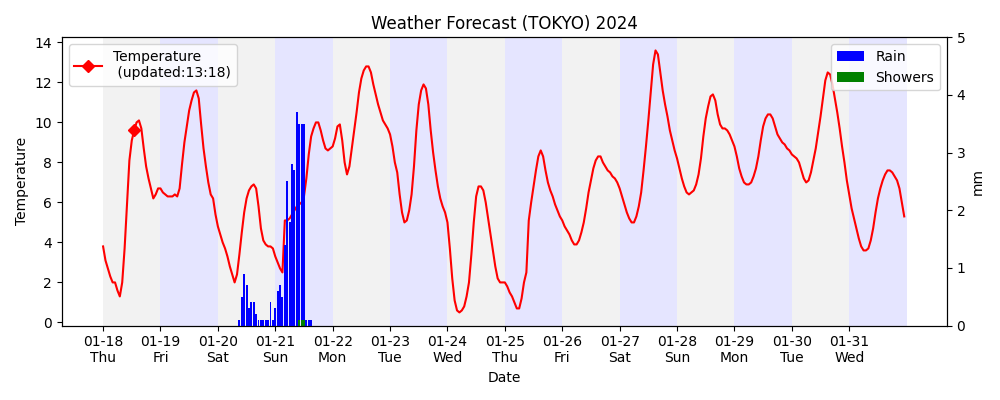 Weather Forecast (TOKYO) 2024
Temperature
(updated:13:18)
Rain
Showers
Temperature
14
12
10
8
6
4
2
0
5
4
3
2
1
0
mm
01-18 01-19 01-20 01-21 01-22 01-23 01-24 01-25 01-26 01-27 01-28 01-29 01-30 01-31
Thu Fri Sat Sun Mon Tue Wed Thu Fri Sat Sun Mon Tue Wed
Date